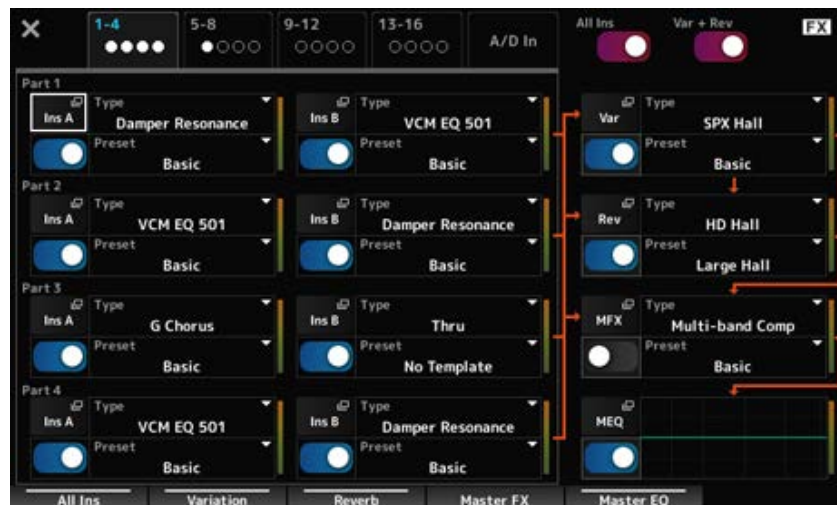 1-4 5-8 9-12 13-16 A/D In All Ins Var + Rev FX
Part 1
Ins A Type Damper Resonance Ins B Type VCM EQ 501 Var Type SPX Hall
Preset Basic Preset Basic Preset Basic
Part 2
Ins A Type VCM EQ 501 Ins B Type Damper Resonance Rev Type HD Hall
Preset Basic Preset Basic Preset Large Hall
Part 3
Ins A Type G Chorus Ins B Type Thru MFX Type Multi-band Comp
Preset Basic Preset No Template Preset Basic
Part 4
Ins A Type VCM EQ 501 Ins B Type Damper Resonance MEQ
Preset Basic Preset Basic
All Ins Variation Reverb Master FX Master EQ